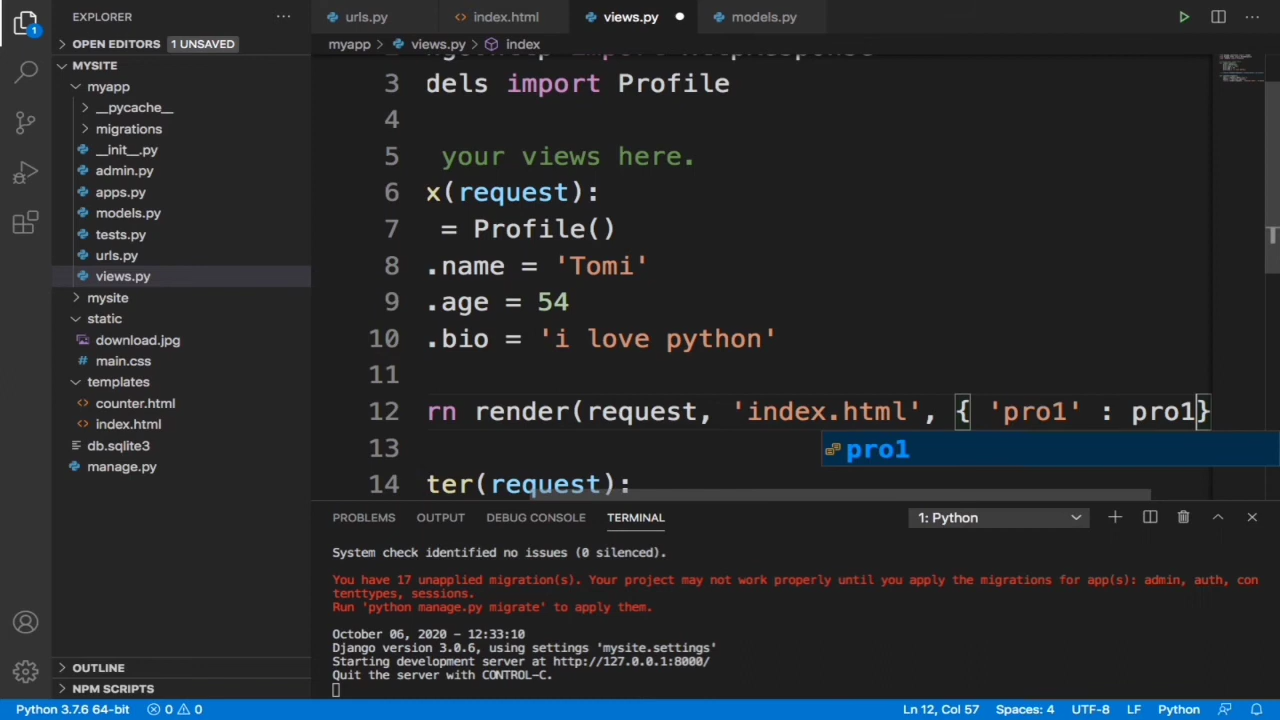 EXPLORER
urls.py
index.html
views.py
models.py
OPEN EDITORS 1 UNSAVED
myapp > views.py > index
MYSITE
myapp
__pycache__
migrations
__init__.py
admin.py
apps.py
models.py
tests.py
urls.py
views.py
mysite
static
download.jpg
main.css
templates
counter.html
index.html
db.sqlite3
manage.py
OUTLINE
NPM SCRIPTS
3 dels import Profile
4
5 your views here.
6 x(request):
7 = Profile()
8 .name = 'Tomi'
9 .age = 54
10 .bio = 'i love python'
11
12 rn render(request, 'index.html', { 'pro1' : pro1}
pro1
13
14 ter(request):
PROBLEMS OUTPUT DEBUG CONSOLE TERMINAL 1: Python
System check identified no issues (0 silenced).
You have 17 unapplied migration(s). Your project may not work properly until you apply the migrations for app(s): admin, auth, con
tenttypes, sessions.
Run 'python manage.py migrate' to apply them.
October 06, 2020 - 12:33:10
Django version 3.0.6, using settings 'mysite.settings'
Starting development server at http://127.0.0.1:8000/
Quit the server with CONTROL-C.
Python 3.7.6 64-bit 0 0 Ln 12, Col 57 Spaces: 4 UTF-8 LF Python